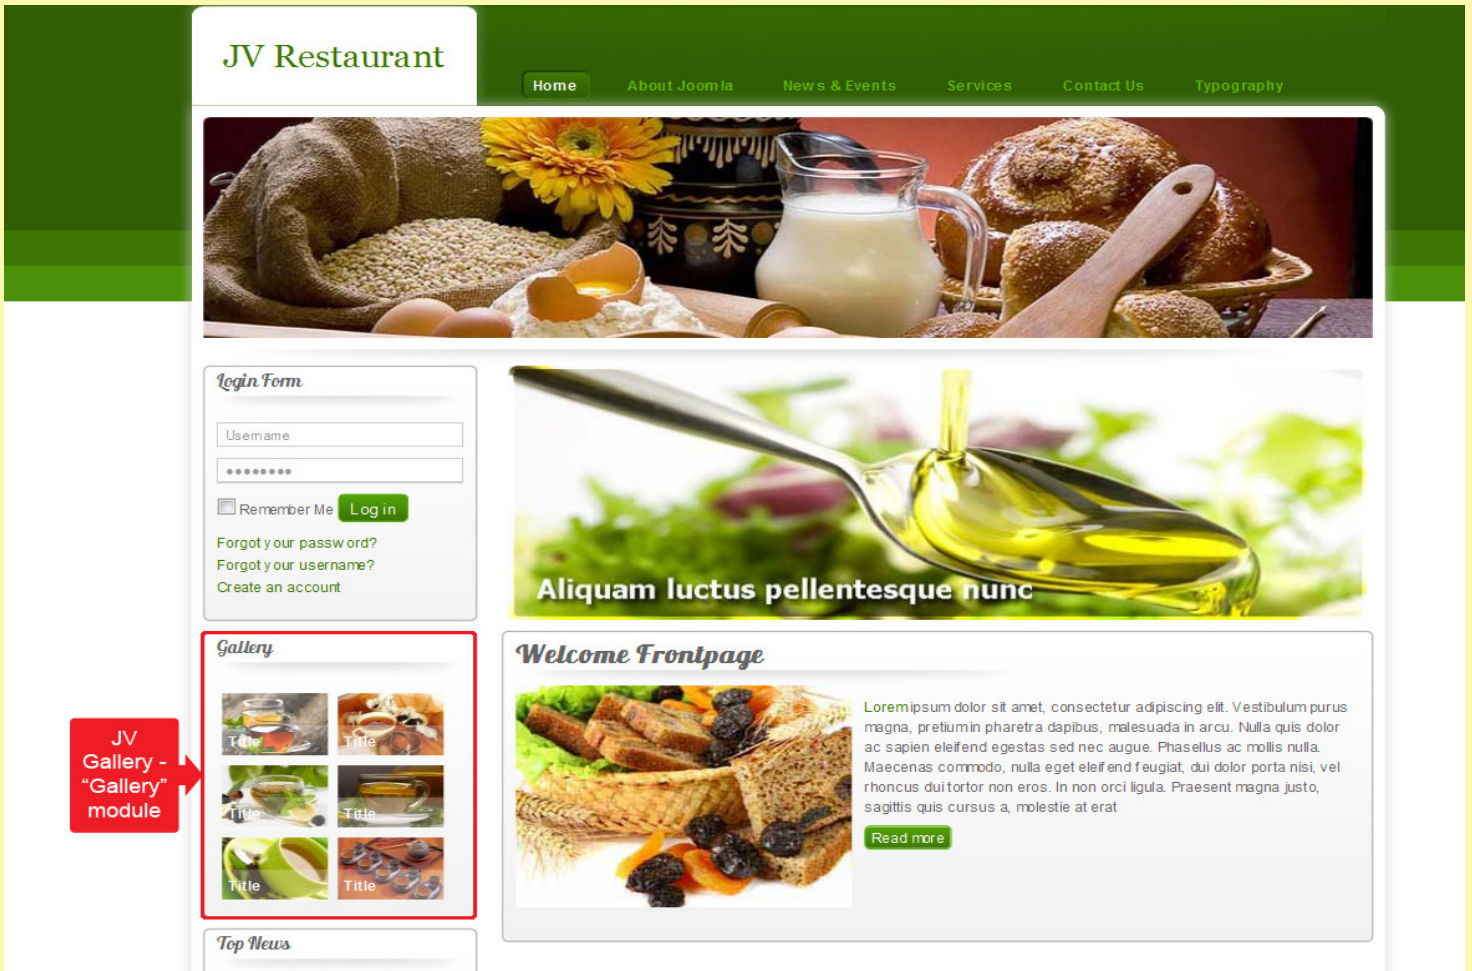 JV Restaurant
Home About Joomla News & Events Services Contact Us Typography
Login Form
Username
Remember Me Log in
Forgot your password?
Forgot your username?
Create an account
Aliquam luctus pellentesque nunc
Gallery
Title Title
Title Title
Title Title
JV
Gallery -
“Gallery”
module
Welcome Frontpage
Lorem ipsum dolor sit amet, consectetur adipiscing elit. Vestibulum purus
magna, pretium in pharetra dapibus, malesuada in arcu. Nulla quis dolor
ac sapien eleifend egestas sed nec augue. Phasellus ac mollis nulla.
Maecenas commodo, nulla eget eleifend feugiat, dui dolor porta nisi, vel
rhoncus dui tortor non eros. In non orci ligula. Praesent magna justo,
sagittis quis cursus a, molestie at erat
Read more
Top News